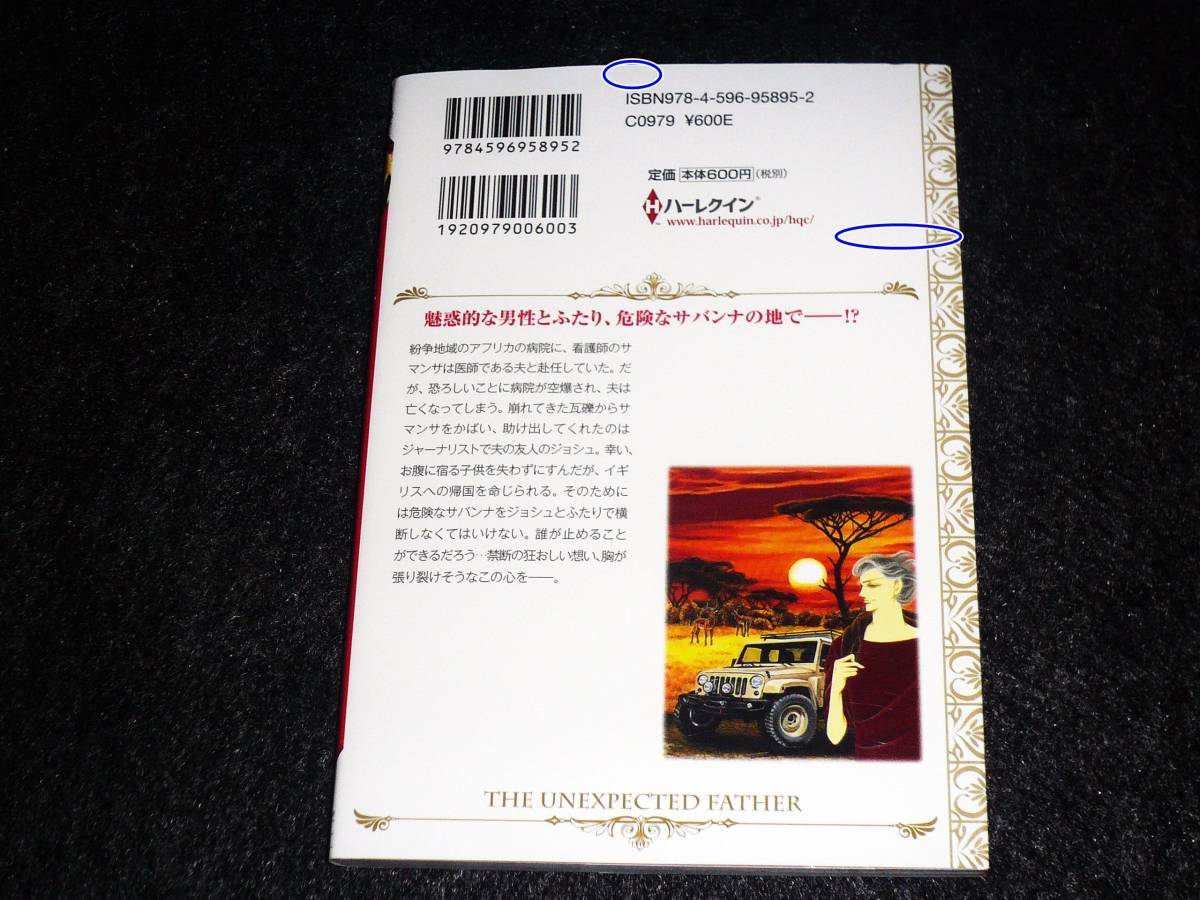 ISBN978-4-596-95895-2
C0979 ¥600E
9784596958952
定価 本体600円(税別)
H ハーレクイン®
™ www.harlequin.co.jp/hqc/
1920979006003
魅惑的な男性とふたり、危険なサバンナの地で――!?
紛争地域のアフリカの病院に、看護師のサ
マンサは医師である夫と赴任していた。だ
が、恐ろしいことに病院が空爆され、夫は
亡くなってしまう。崩れてきた瓦礫からサ
マンサをかばい、助け出してくれたのは
ジャーナリストで夫の友人のジョシュ。幸い、
お腹に宿る子供を失わずにすんだが、イギ
リスへの帰国を命じられる。そのためには
は危険なサバンナをジョシュとふたりで横
断しなくてはいけない。誰が止めること
ができるだろう…禁断の狂おしい想い、胸が
張り裂けそうなこの心を――。
THE UNEXPECTED FATHER